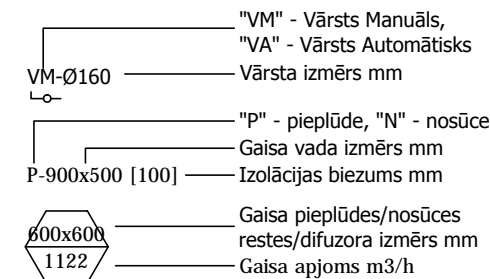 "VM" - Vārsts Manuāls,
"VA" - Vārsts Automātisks
VM-Ø160
Vārsta izmērs mm
"P" - pieplūde, "N" - nosūce
Gaisa vada izmērs mm
P-900x500 [100]
Izolācijas biezums mm
Gaisa pieplūdes/nosūces
600x600
restes/difuzora izmērs mm
1122
Gaisa apjoms m3/h